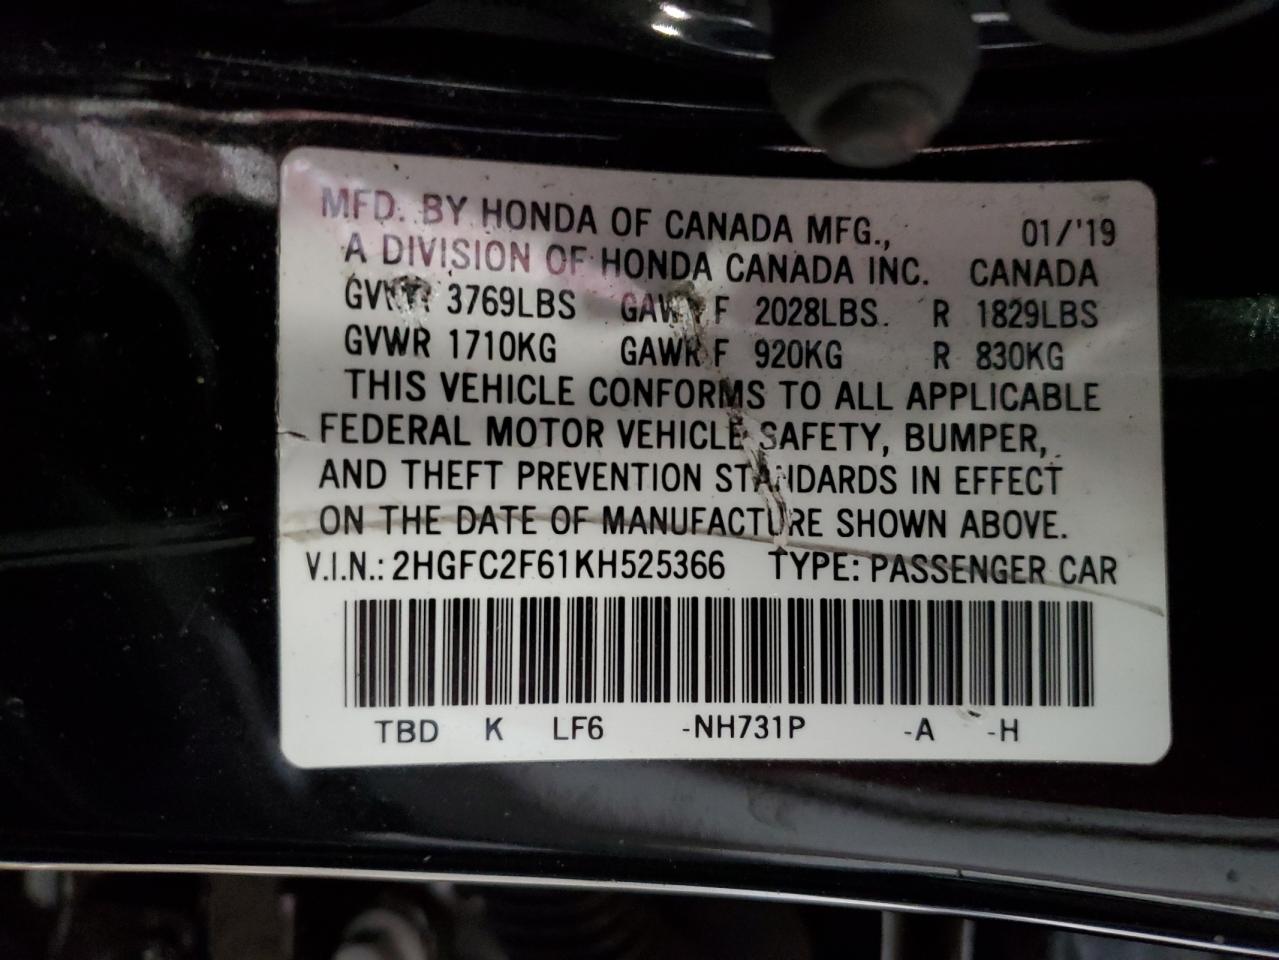 MFD. BY HONDA OF CANADA MFG., 01/'19
A DIVISION OF HONDA CANADA INC. CANADA
3769LBS F 2028LBS. R 1829LBS
GVWR 1710KG GAWR F 920KG R 830KG
THIS VEHICLE CONFORMS TO ALL APPLICABLE
FEDERAL MOTOR VEHICLE SAFETY, BUMPER,
AND THEFT PREVENTION STANDARDS IN EFFECT
ON THE DATE OF MANUFACTURE SHOWN ABOVE.
V.I.N.: 2HGFC2F61KH525366 TYPE: PASSENGER CAR
TBD K LF6 -NH731P -A -H